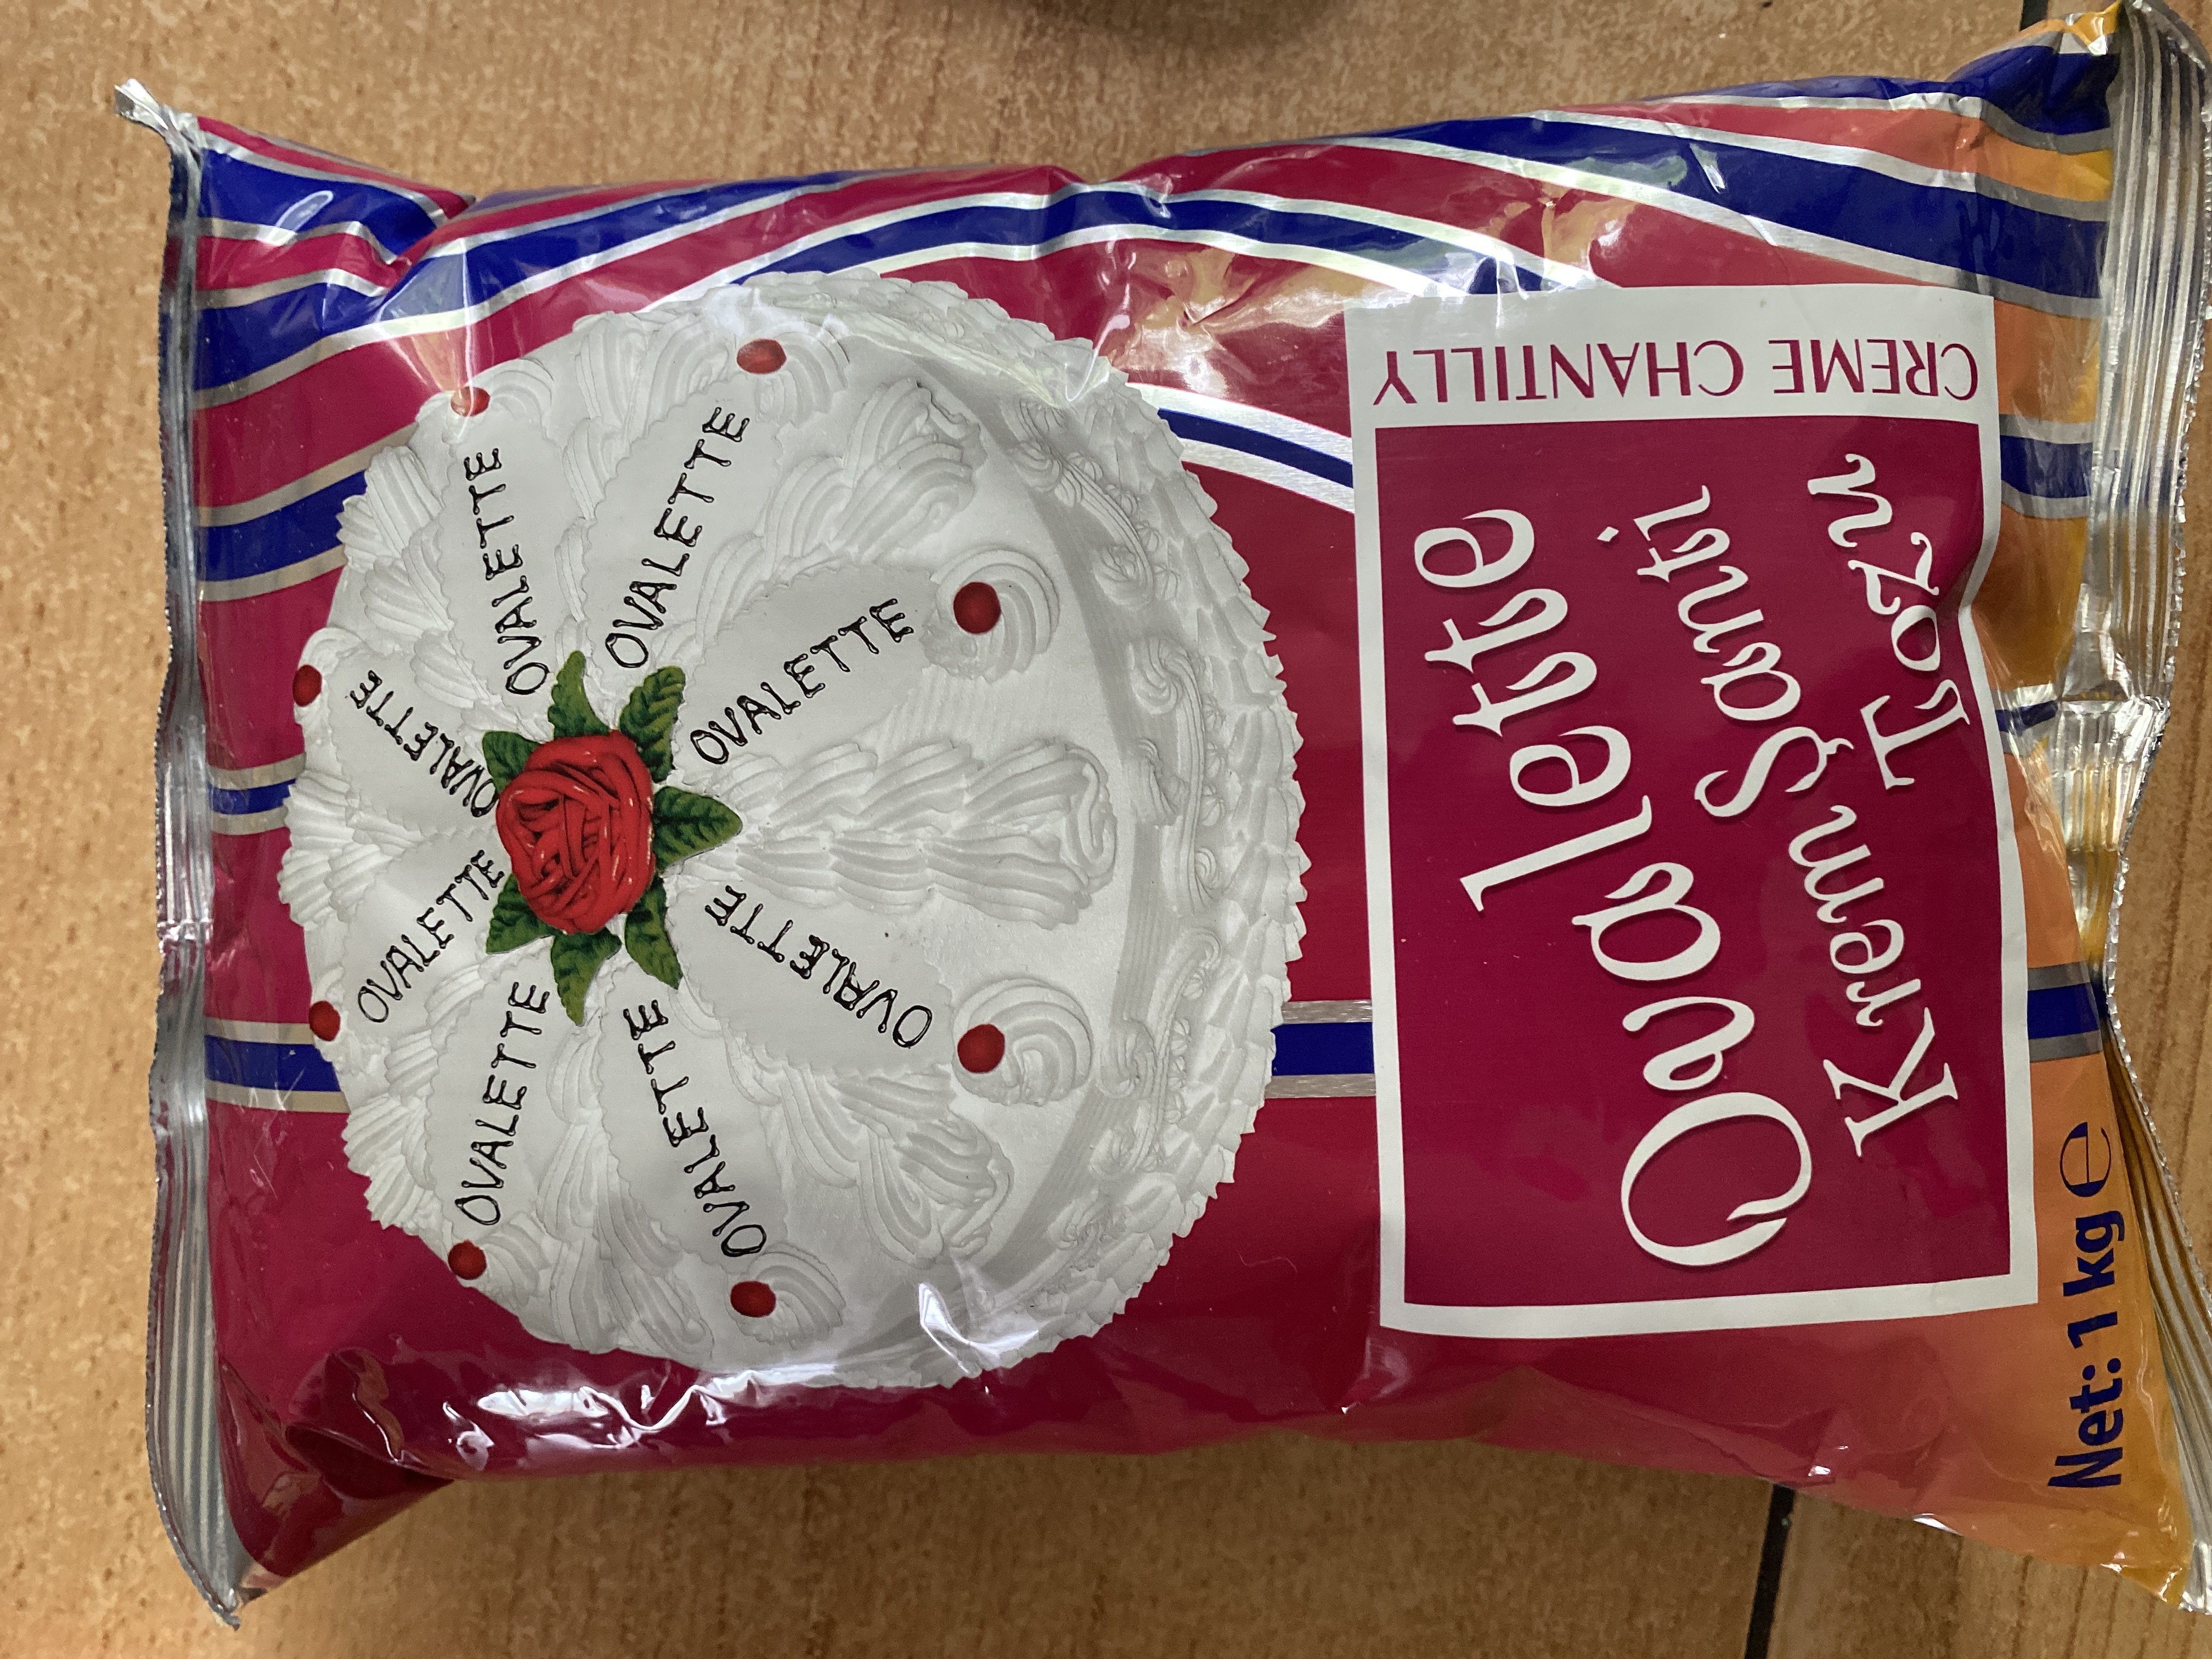 CREME CHANTILLY
Ovalette
Krem Şanti
Tozu
OVALETTE
OVALETTE
OVALETTE
OVALETTE
OVALETTE
OVALETTE
OVALETTE
OVALETTE
Net: 1 kg e